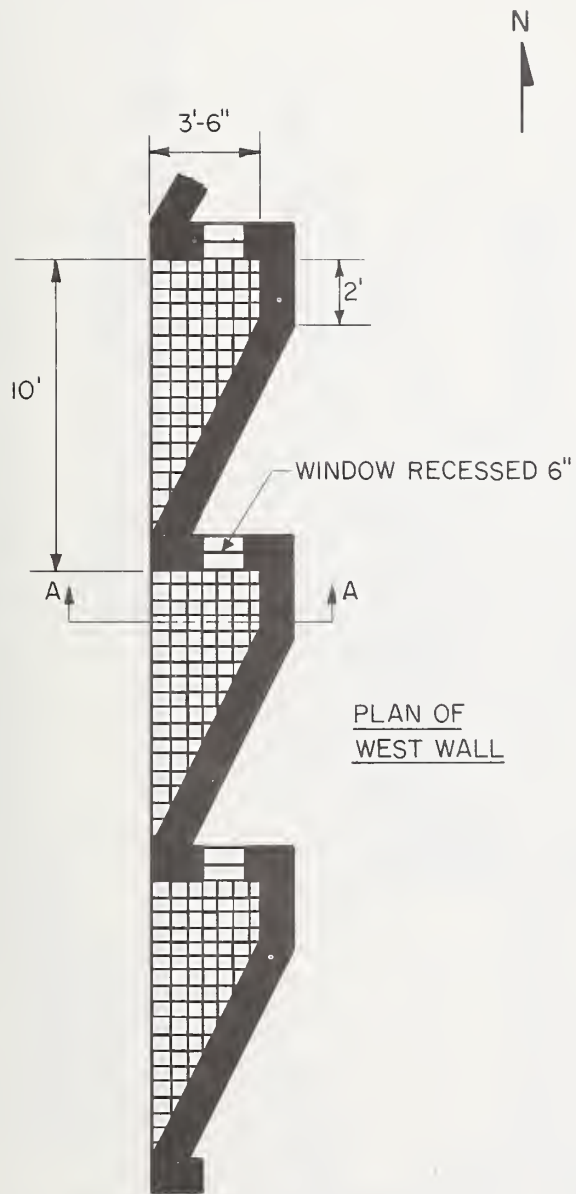 N
3'-6"
2'
10'
WINDOW RECESSED 6"
A A
PLAN OF
WEST WALL